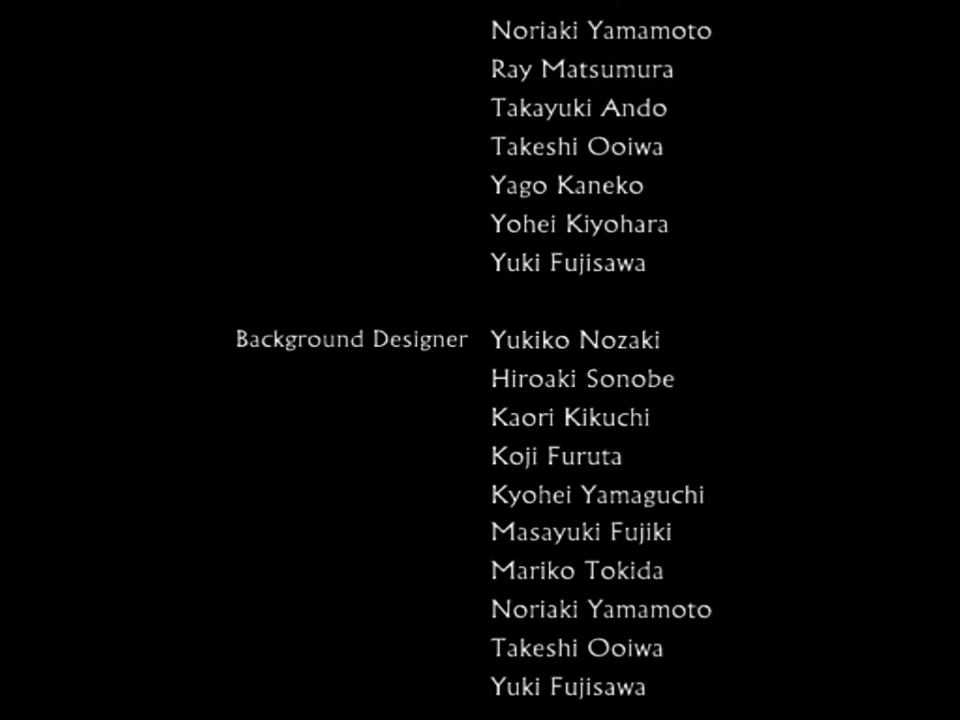 Noriaki Yamamoto
Ray Matsumura
Takayuki Ando
Takeshi Ooiwa
Yago Kaneko
Yohei Kiyohara
Yuki Fujisawa
Background Designer Yukiko Nozaki
Hiroaki Sonobe
Kaori Kikuchi
Koji Furuta
Kyohei Yamaguchi
Masayuki Fujiki
Mariko Tokida
Noriaki Yamamoto
Takeshi Ooiwa
Yuki Fujisawa